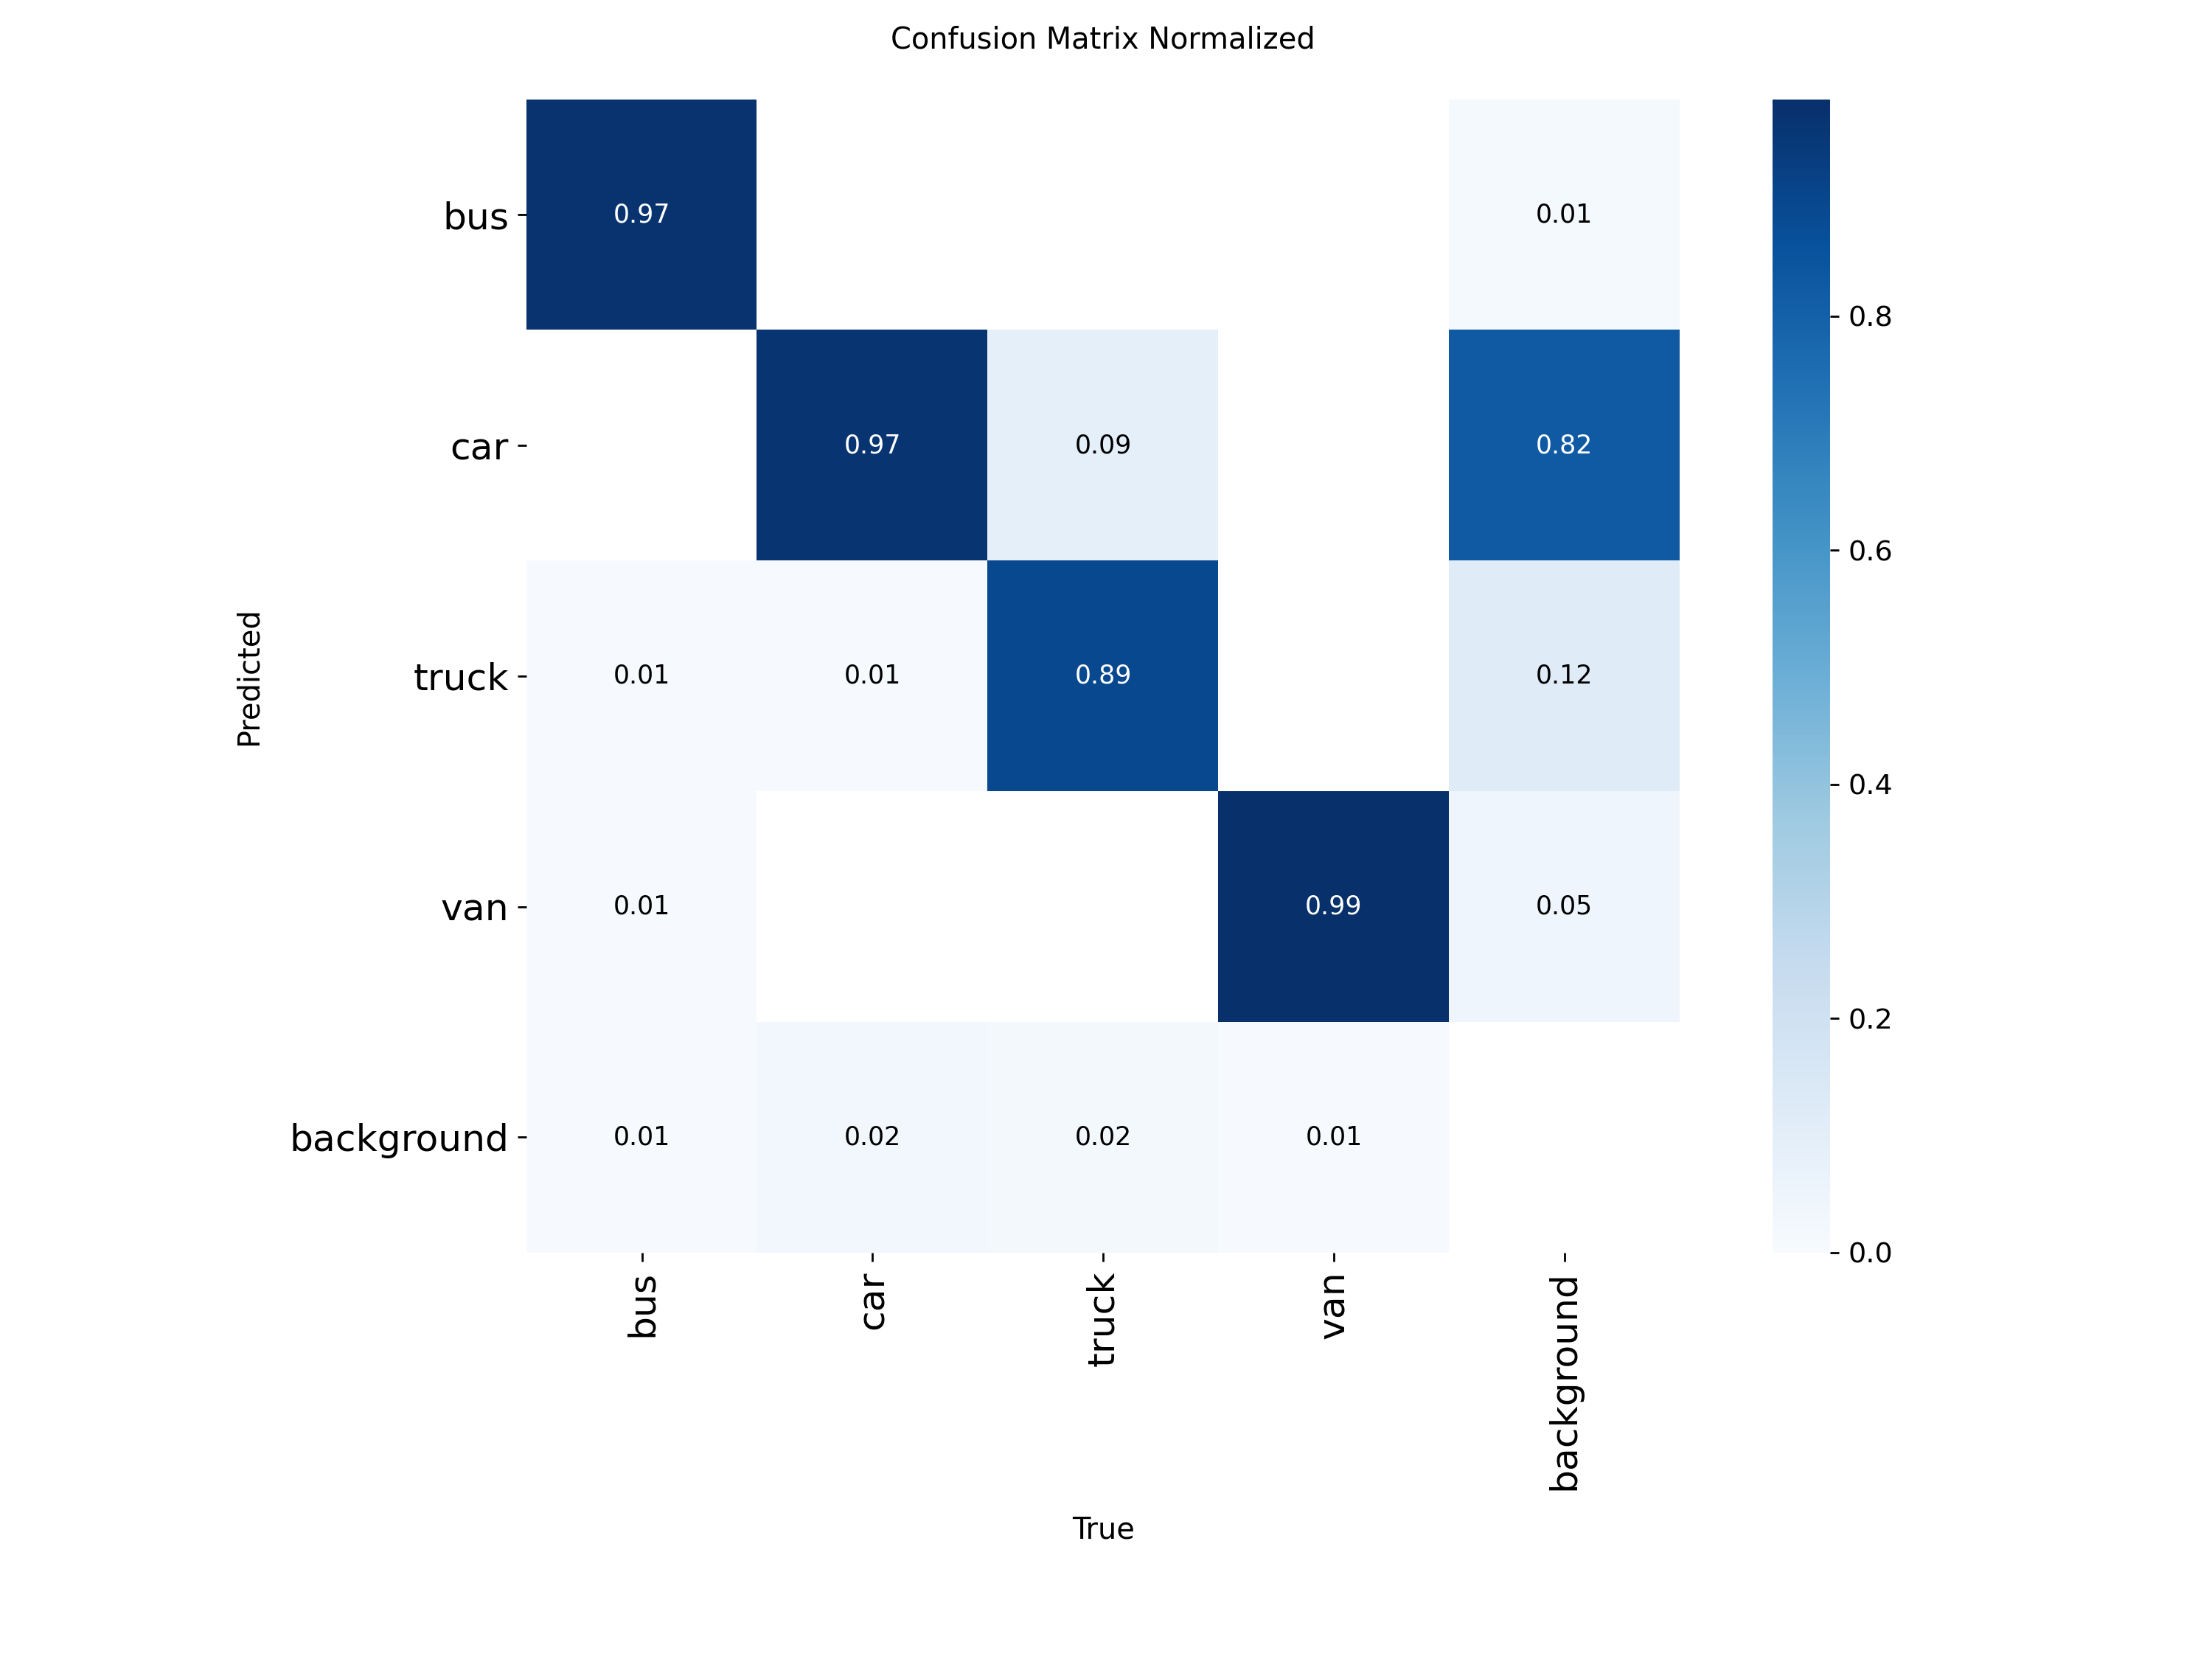 Confusion Matrix Normalized
bus 0.97 0.01
car 0.97 0.09 0.82
truck 0.01 0.01 0.89 0.12
van 0.01 0.99 0.05
background 0.01 0.02 0.02 0.01
Predicted
bus car truck van background
True
0.8
0.6
0.4
0.2
0.0